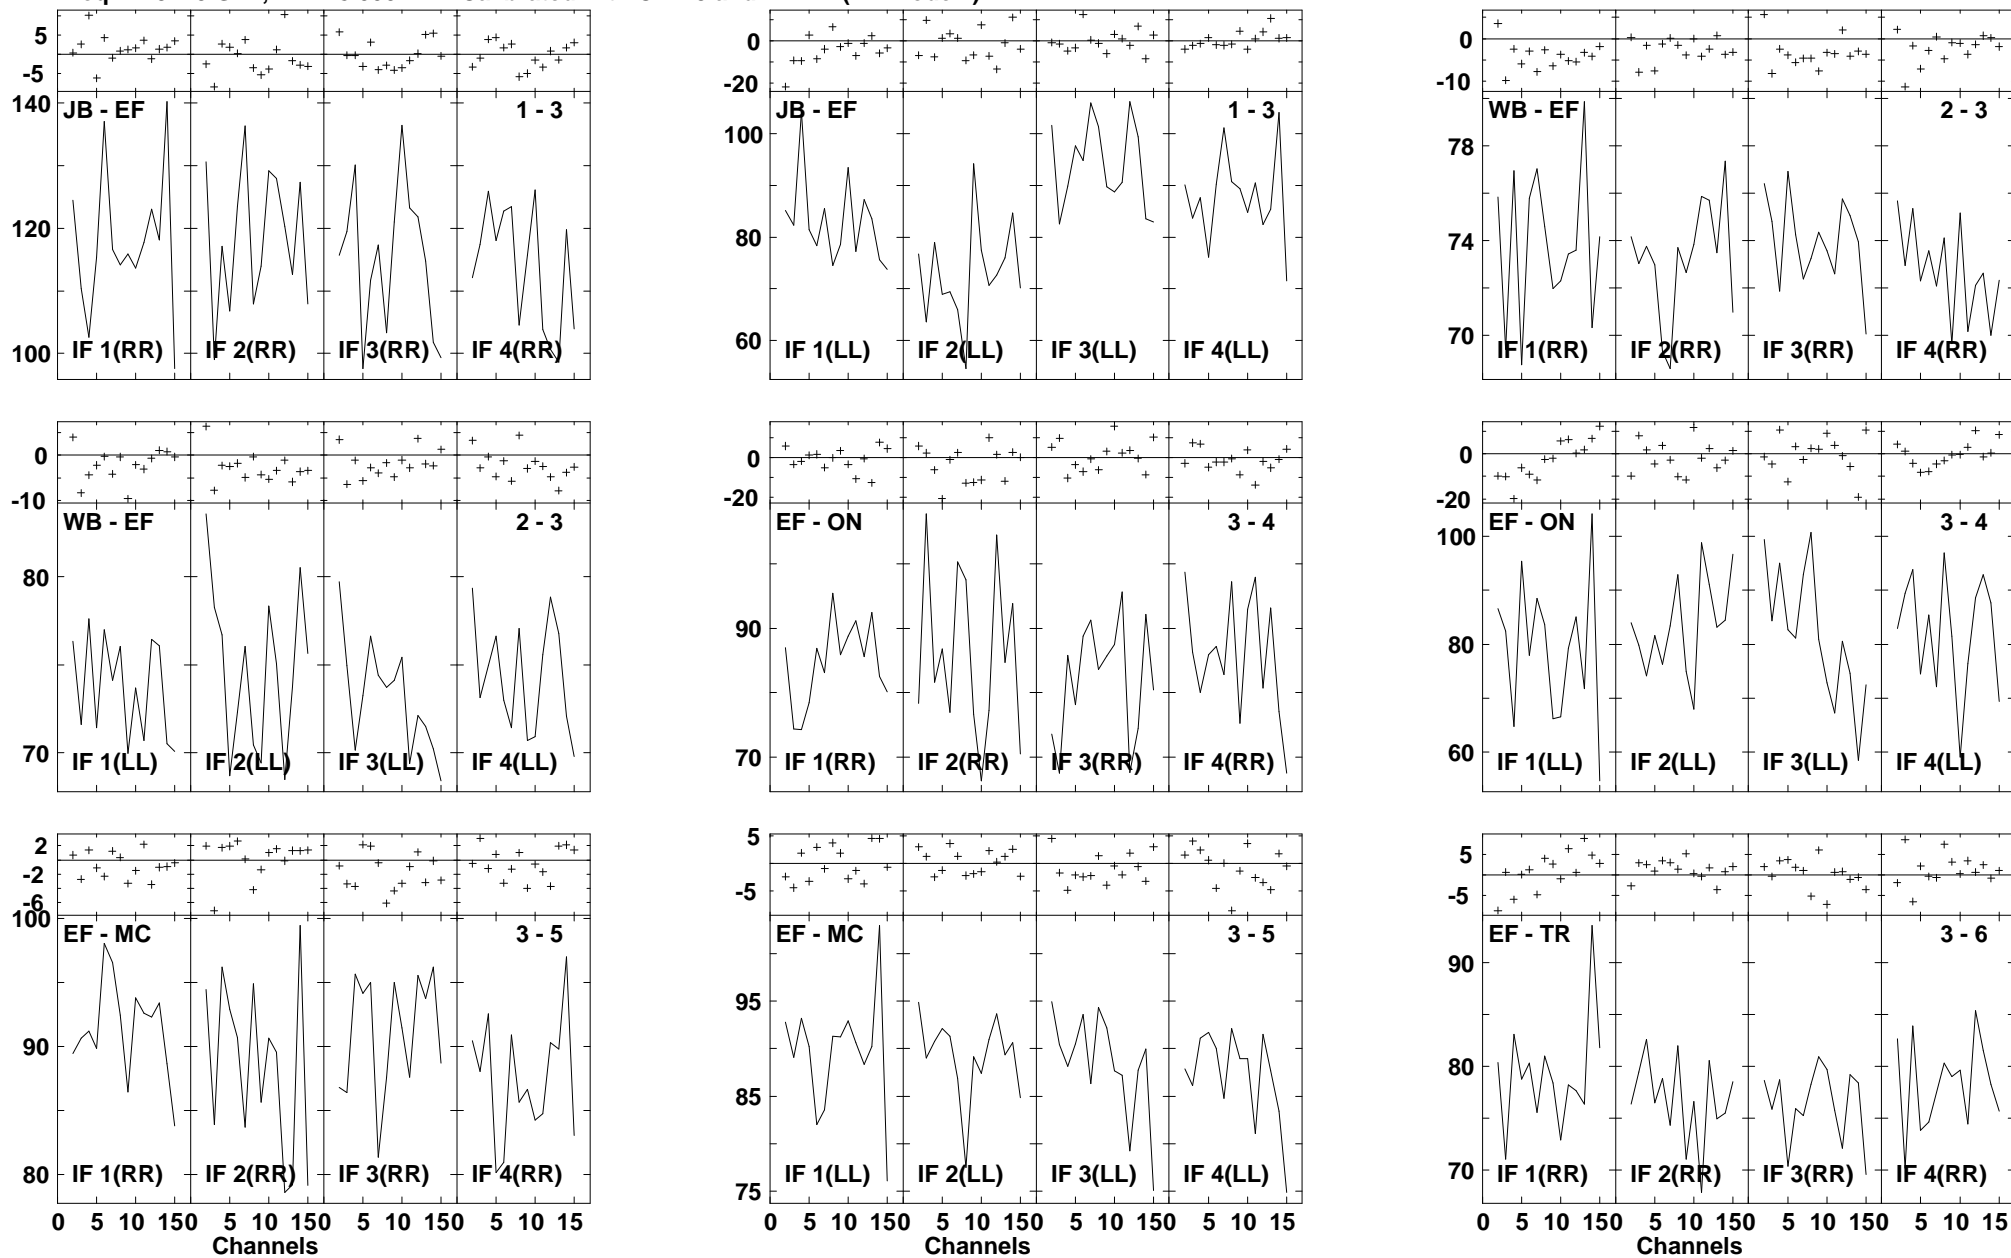 5
-5
140
120
100
JB - EF
1 - 3
IF 1(RR)
IF 2(RR)
IF 3(RR)
IF 4(RR)
0
-20
100
80
60
JB - EF
1 - 3
IF 1(LL)
IF 2(LL)
IF 3(LL)
IF 4(LL)
0
-10
78
74
70
WB - EF
2 - 3
IF 1(RR)
IF 2(RR)
IF 3(RR)
IF 4(RR)
0
-10
80
70
WB - EF
2 - 3
IF 1(LL)
IF 2(LL)
IF 3(LL)
IF 4(LL)
0
-20
90
70
EF - ON
3 - 4
IF 1(RR)
IF 2(RR)
IF 3(RR)
IF 4(RR)
0
-20
100
80
60
EF - ON
3 - 4
IF 1(LL)
IF 2(LL)
IF 3(LL)
IF 4(LL)
2
-2
-6
100
90
80
EF - MC
3 - 5
IF 1(RR)
IF 2(RR)
IF 3(RR)
IF 4(RR)
0 5 10 150 5 10 150 5 10 150 5 10 15
Channels
5
-5
95
85
75
EF - MC
3 - 5
IF 1(LL)
IF 2(LL)
IF 3(LL)
IF 4(LL)
0 5 10 150 5 10 150 5 10 150 5 10 15
Channels
5
-5
90
80
70
EF - TR
3 - 6
IF 1(RR)
IF 2(RR)
IF 3(RR)
IF 4(RR)
0 5 10 150 5 10 150 5 10 150 5 10 15
Channels